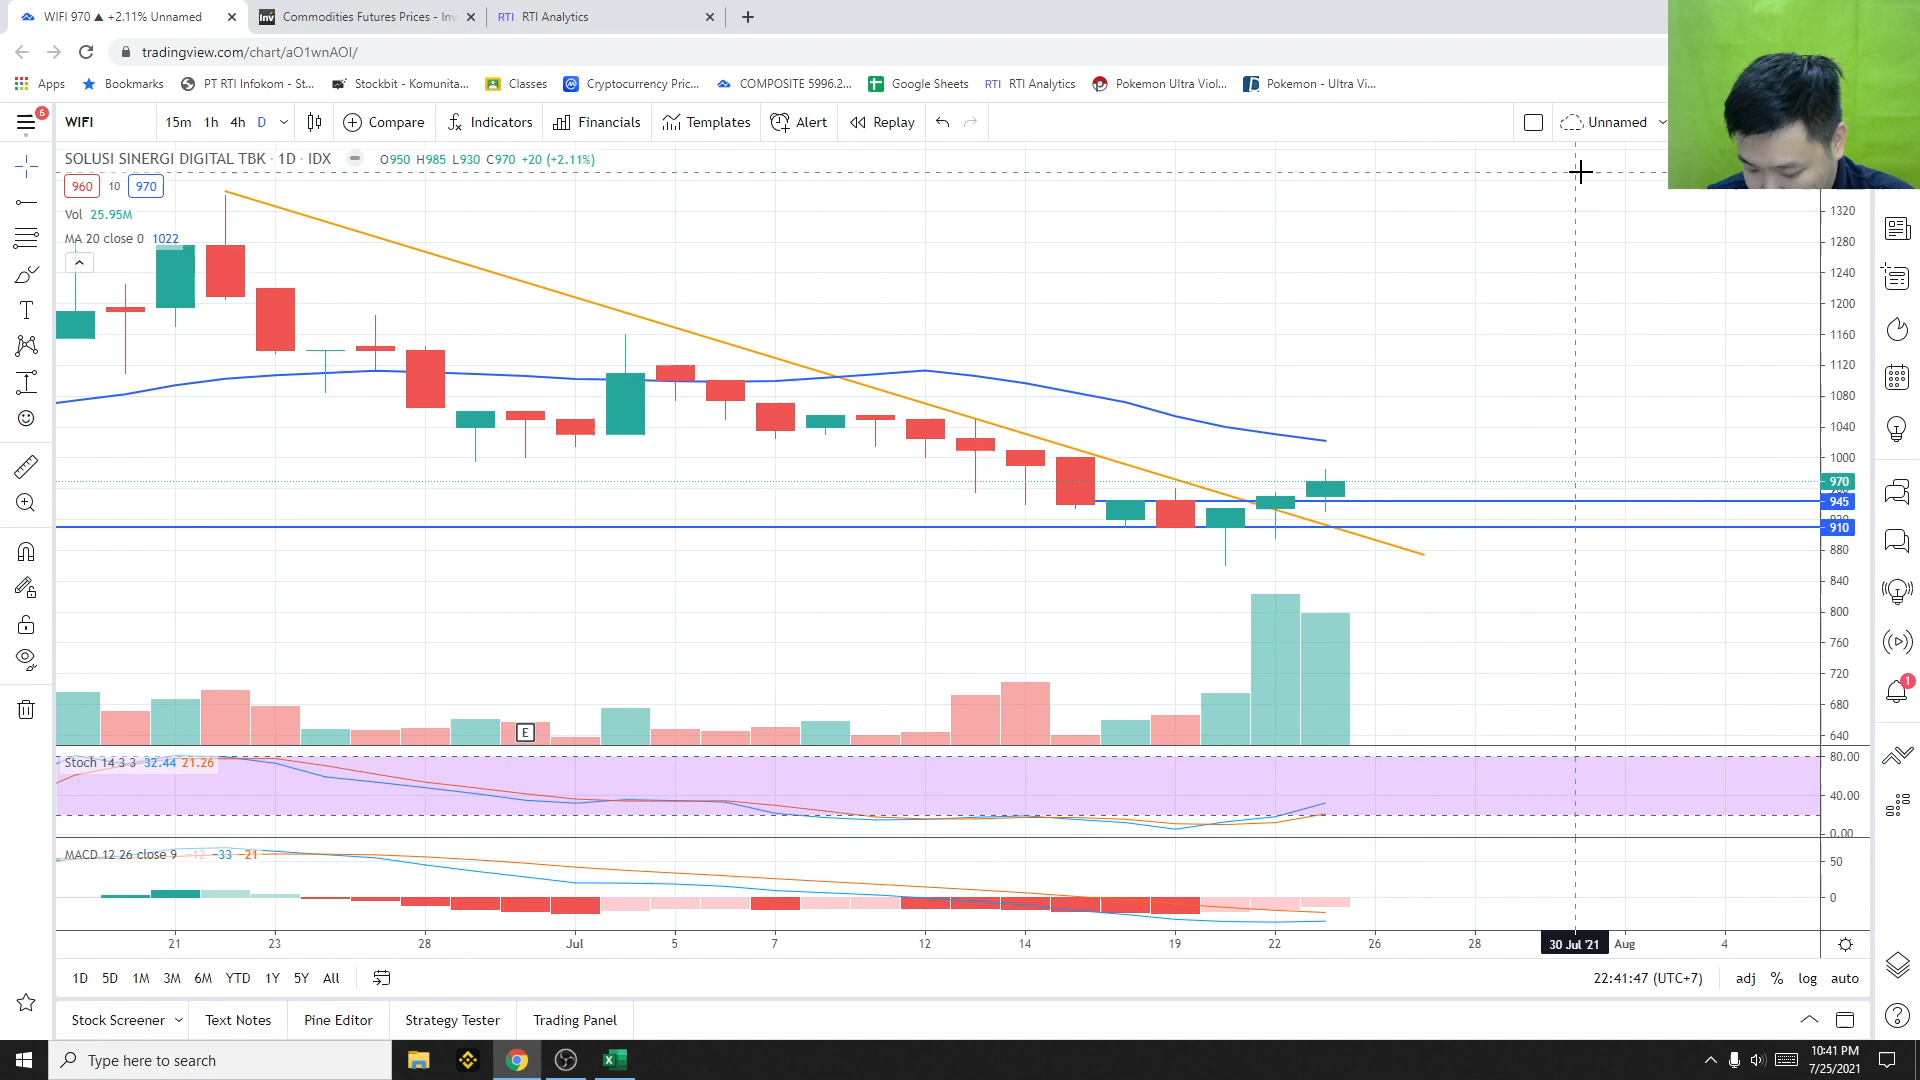 WIFI 970 ▲ +2.11% Unnamed
Commodities Futures Prices - Inv
RTI RTI Analytics
tradingview.com/chart/aO1wnAOI/
Apps
Bookmarks
PT RTI Infokom - St...
Stockbit - Komunita...
Classes
Cryptocurrency Pric...
COMPOSITE 5996.2...
Google Sheets
RTI RTI Analytics
Pokemon Ultra Viol...
Pokemon - Ultra Vi...
6
WIFI
15m 1h 4h D
Compare
Indicators
Financials
Templates
Alert
Replay
Unnamed
SOLUSI SINERGI DIGITAL TBK · 1D · IDX
O950 H985 L930 C970 +20 (+2.11%)
960 10 970
Vol 25.95M
MA 20 close 0 1022
1320
1280
1240
1200
1160
1120
1080
1040
1000
970
945
910
880
840
800
760
720
680
640
E
1
Stoch 14 3 3 32.44 21.26
80.00
40.00
0.00
MACD 12 26 close 9 −12 −33 −21
50
0
21 23 28 Jul 5 7 12 14 19 22 26 28 30 Jul '21 Aug 4
1D 5D 1M 3M 6M YTD 1Y 5Y All
22:41:47 (UTC+7) adj % log auto
Stock Screener Text Notes Pine Editor Strategy Tester Trading Panel
Type here to search
10:41 PM
7/25/2021